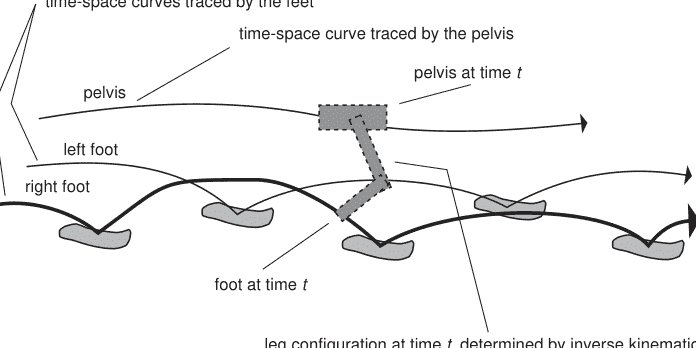 time-space curves traced by the feet
time-space curve traced by the pelvis
pelvis at time t
pelvis
left foot
right foot
foot at time t
leg configuration at time t, determined by inverse kinematic